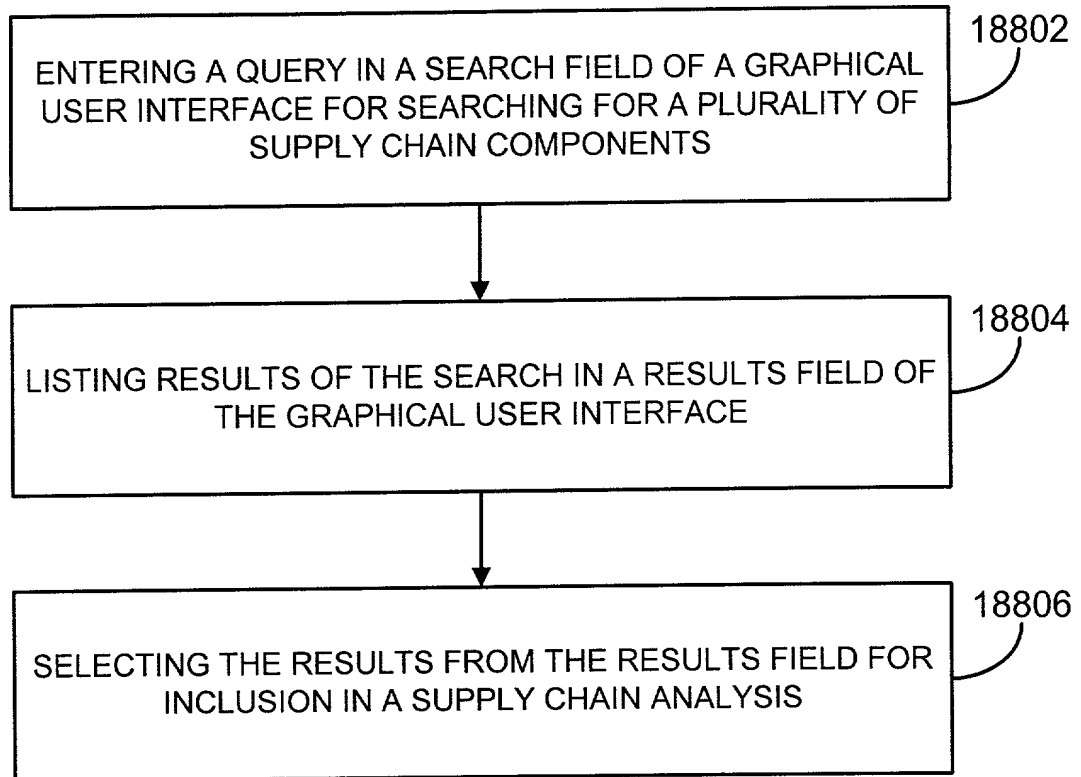 18802
ENTERING A QUERY IN A SEARCH FIELD OF A GRAPHICAL
USER INTERFACE FOR SEARCHING FOR A PLURALITY OF
SUPPLY CHAIN COMPONENTS
18804
LISTING RESULTS OF THE SEARCH IN A RESULTS FIELD OF
THE GRAPHICAL USER INTERFACE
18806
SELECTING THE RESULTS FROM THE RESULTS FIELD FOR
INCLUSION IN A SUPPLY CHAIN ANALYSIS